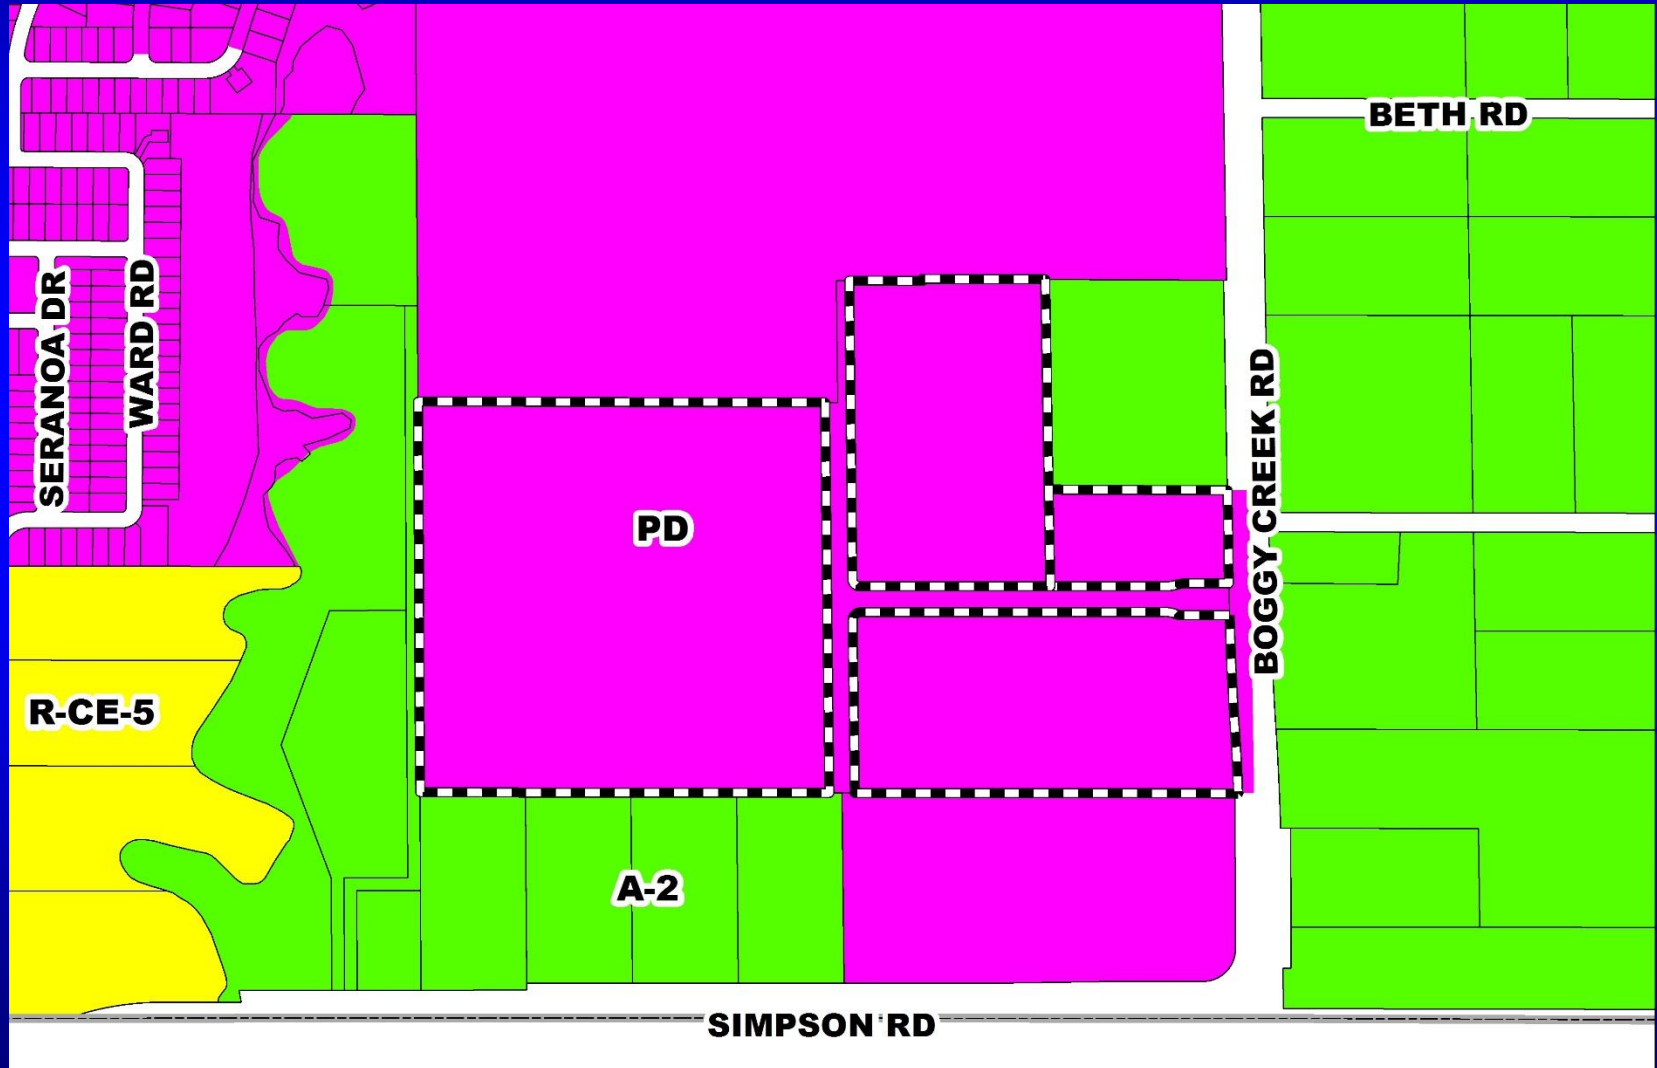 BETH RD
SERANOA DR
WARD RD
BOGGY CREEK RD
PD
R-CE-5
A-2
SIMPSON RD